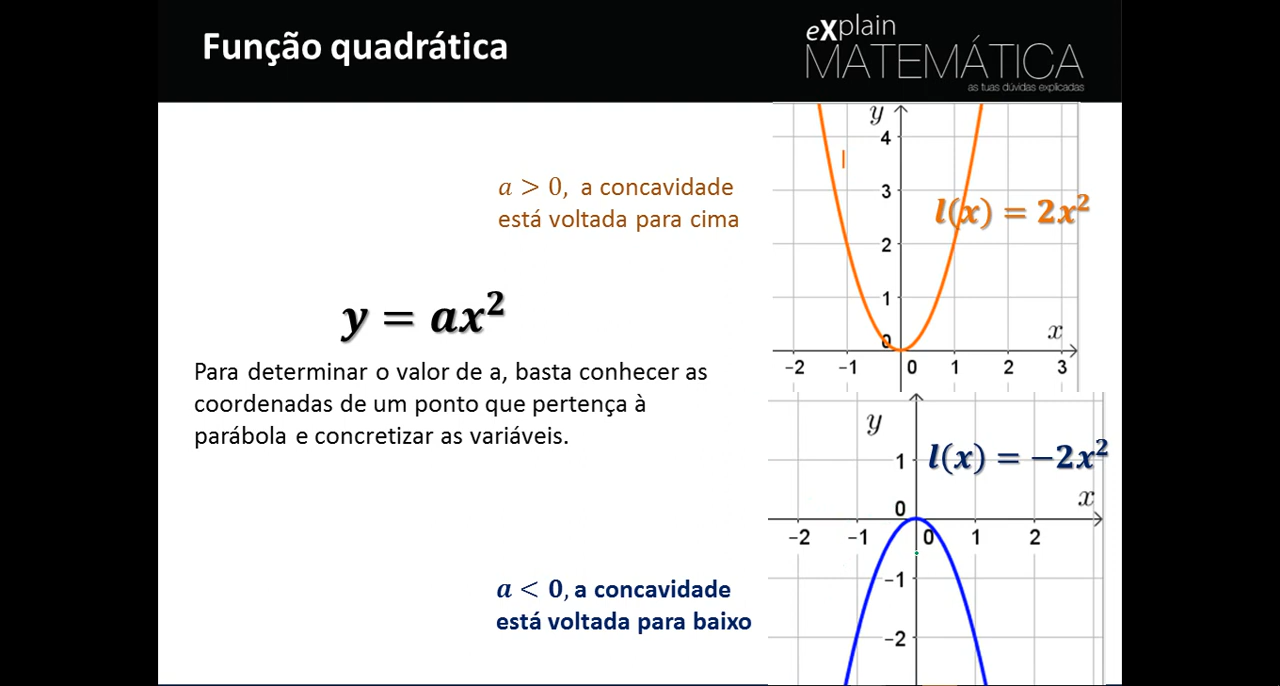 Função quadrática
eXplain
MATEMÁTICA
as tuas dúvidas explicadas
a > 0, a concavidade
está voltada para cima
y = ax²
Para determinar o valor de a, basta conhecer as
coordenadas de um ponto que pertença à
parábola e concretizar as variáveis.
a < 0, a concavidade
está voltada para baixo
y
4
l
3
l(x) = 2x²
2
1
x
0
−2 −1 0 1 2 3
y
l(x) = −2x²
1
x
0
−2 −1 0 1 2
−1
−2